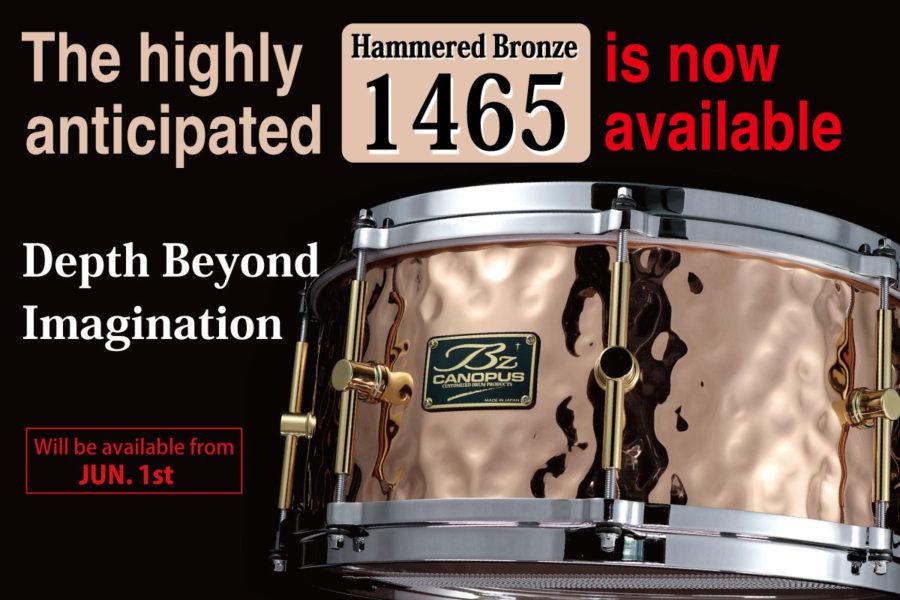 The highly
anticipated
Hammered Bronze
1465
is now
available
Depth Beyond
Imagination
Bz
CANOPUS
CUSTOMIZED DRUM PRODUCTS
MADE IN JAPAN
Will be available from
JUN. 1st